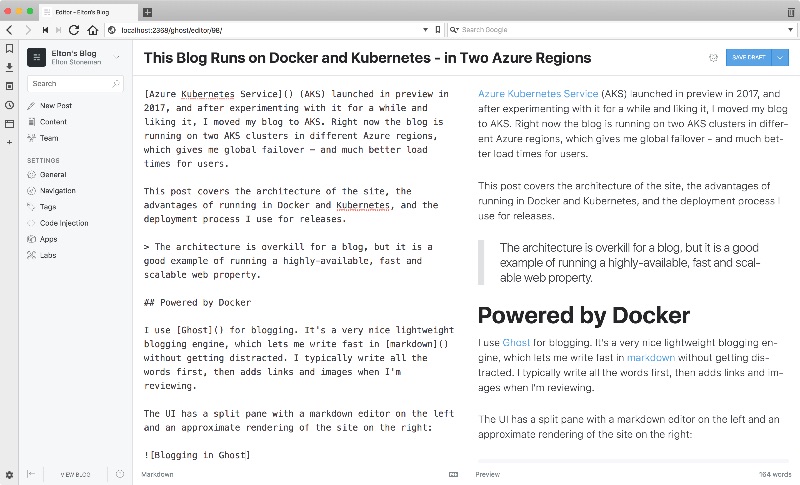 Editor - Elton's Blog
localhost:2368/ghost/editor/98/
Search Google
Elton's Blog
Elton Stoneman
Search
New Post
Content
Team
SETTINGS
General
Navigation
Tags
Code Injection
Apps
Labs
VIEW BLOG
This Blog Runs on Docker and Kubernetes - in Two Azure Regions
SAVE DRAFT
[Azure Kubernetes Service]() (AKS) launched in preview in
2017, and after experimenting with it for a while and
liking it, I moved my blog to AKS. Right now the blog is
running on two AKS clusters in different Azure regions,
which gives me global failover – and much better load
times for users.
This post covers the architecture of the site, the
advantages of running in Docker and Kubernetes, and the
deployment process I use for releases.
> The architecture is overkill for a blog, but it is a
good example of running a highly-available, fast and
scalable web property.
## Powered by Docker
I use [Ghost]() for blogging. It's a very nice lightweight
blogging engine, which lets me write fast in [markdown]()
without getting distracted. I typically write all the
words first, then adds links and images when I'm
reviewing.
The UI has a split pane with a markdown editor on the left
and an approximate rendering of the site on the right:
![Blogging in Ghost]
Markdown
Azure Kubernetes Service (AKS) launched in preview in 2017, and
after experimenting with it for a while and liking it, I moved my blog
to AKS. Right now the blog is running on two AKS clusters in differ-
ent Azure regions, which gives me global failover – and much bet-
ter load times for users.
This post covers the architecture of the site, the advantages of
running in Docker and Kubernetes, and the deployment process I
use for releases.
The architecture is overkill for a blog, but it is a good
example of running a highly-available, fast and scal-
able web property.
Powered by Docker
I use Ghost for blogging. It's a very nice lightweight blogging en-
gine, which lets me write fast in markdown without getting dis-
tracted. I typically write all the words first, then adds links and im-
ages when I'm reviewing.
The UI has a split pane with a markdown editor on the left and an
approximate rendering of the site on the right:
Preview
164 words